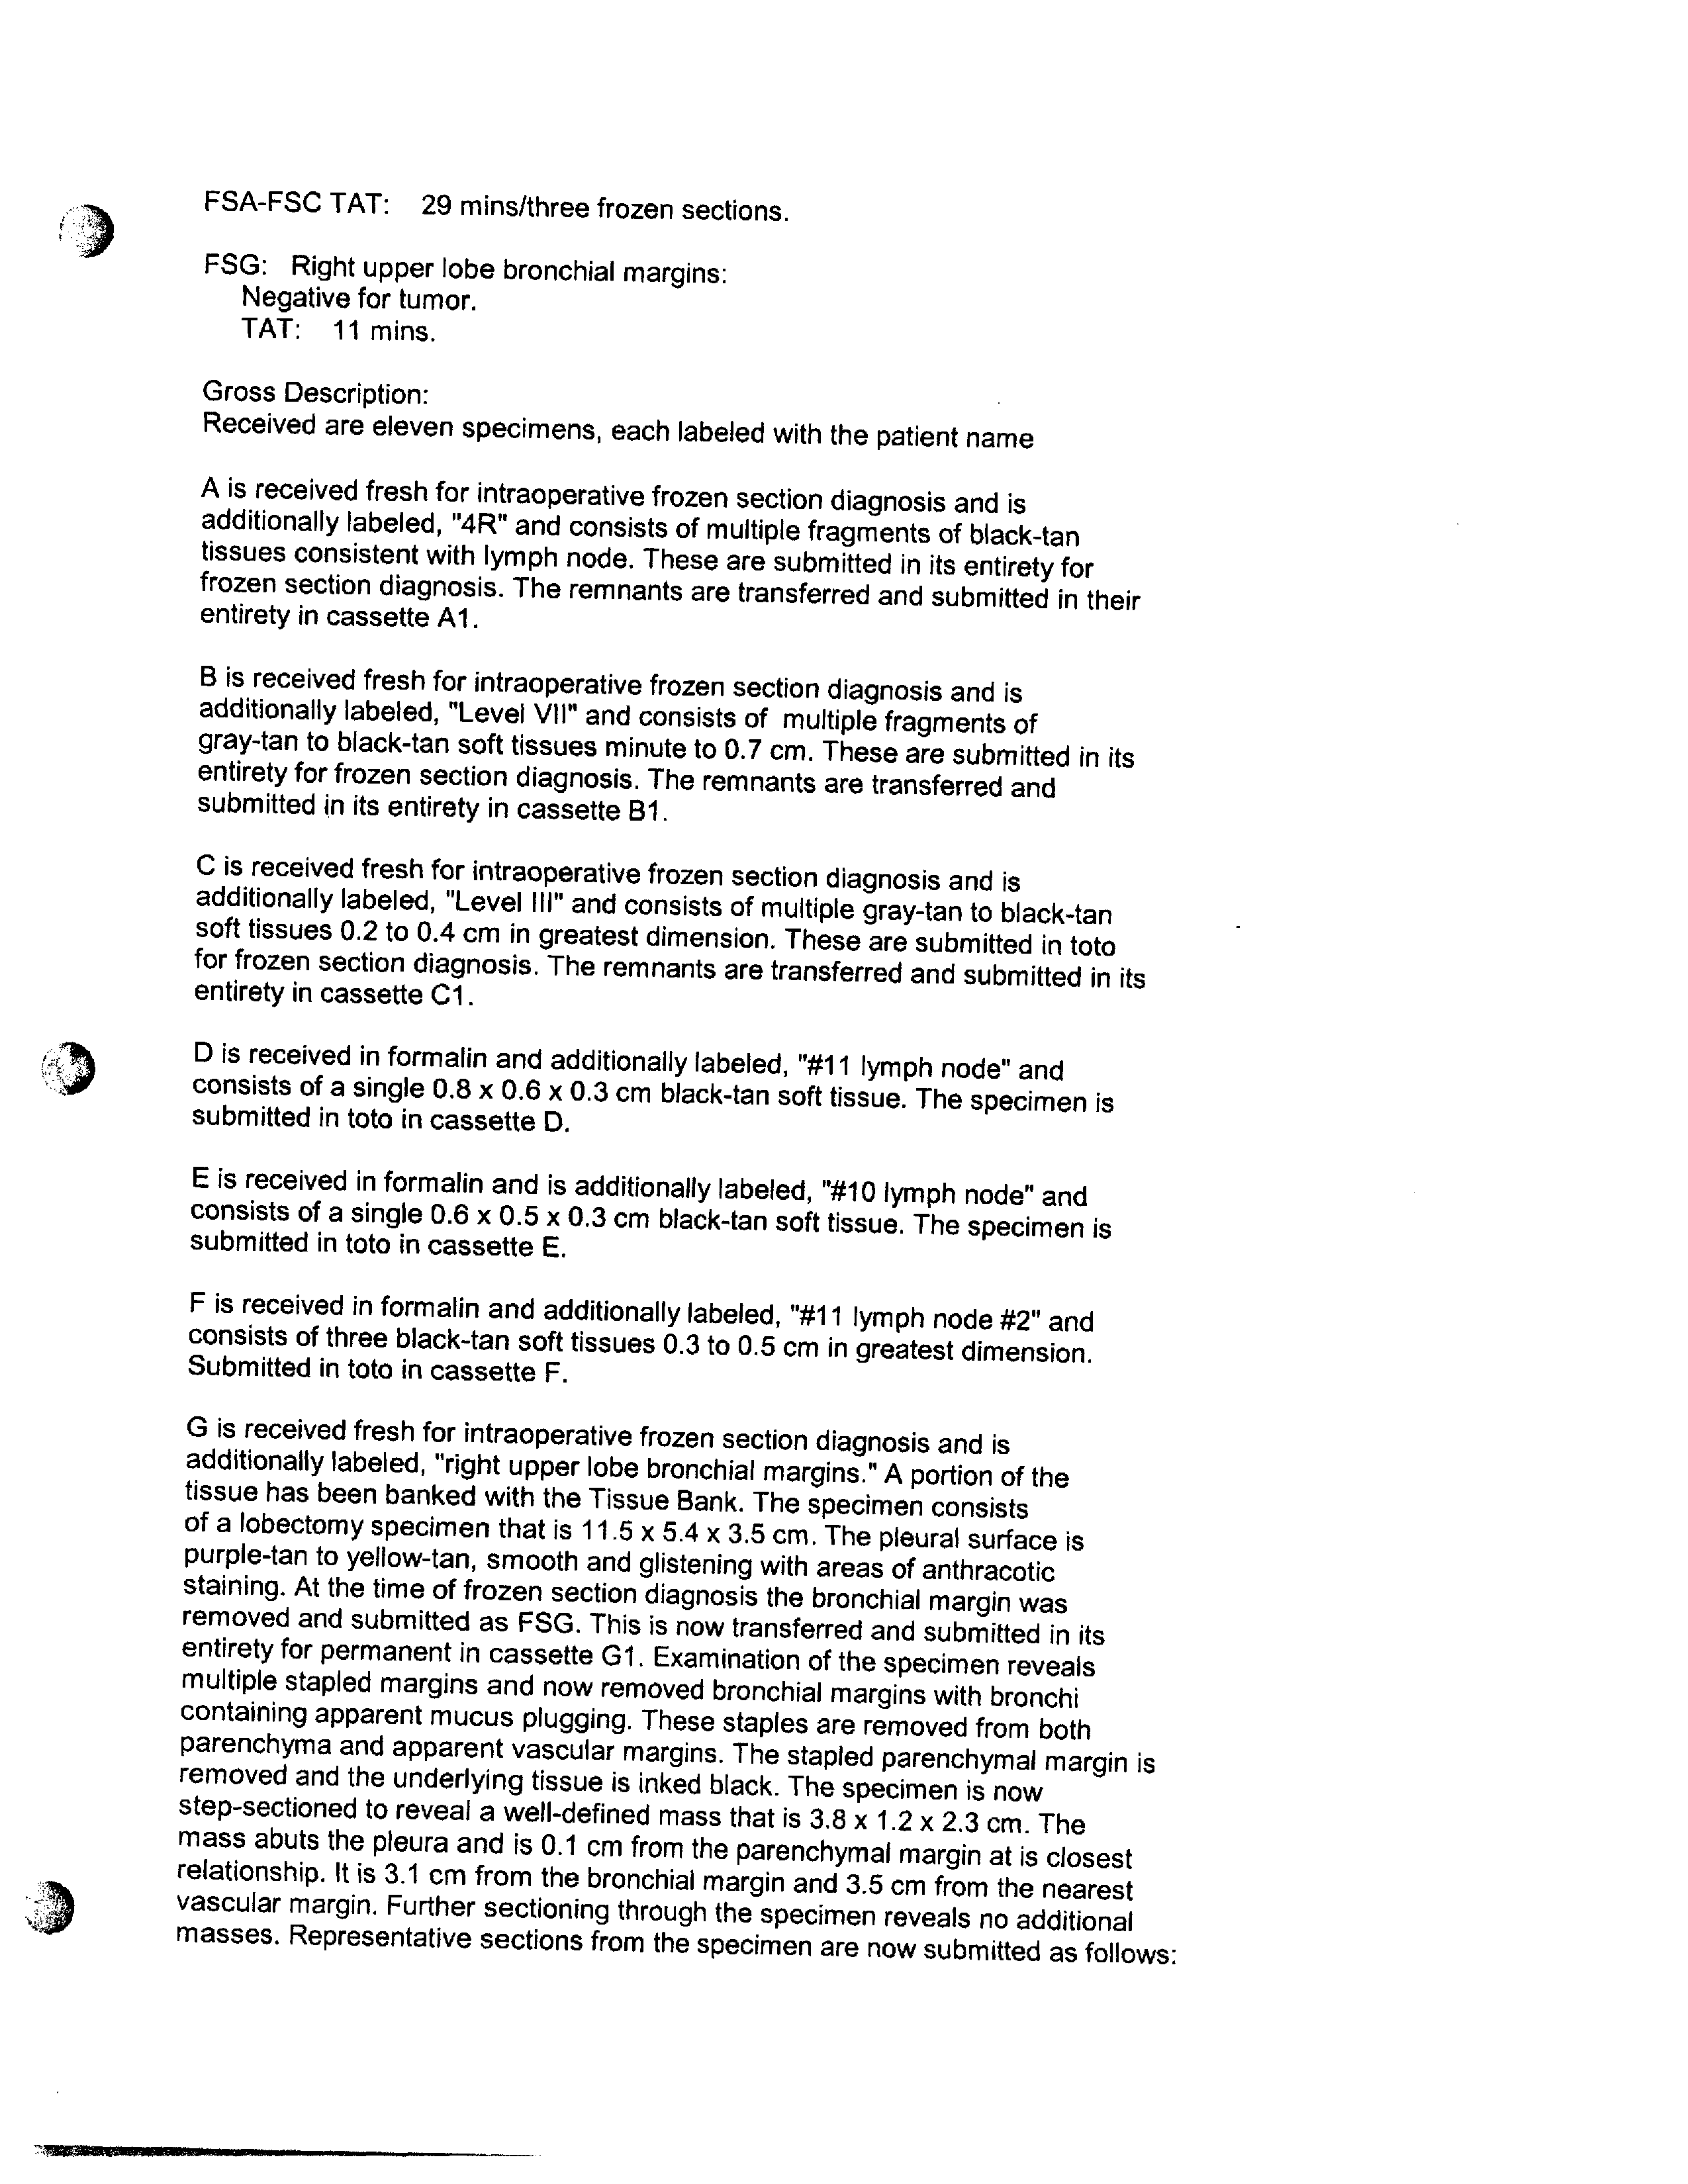 FSA-FSC TAT: 29 mins/three frozen sections.
FSG: Right upper lobe bronchial margins:
Negative for tumor.
TAT: 11 mins.
Gross Description:
Received are eleven specimens, each labeled with the patient name
A is received fresh for intraoperative frozen section diagnosis and is
additionally labeled, "4R" and consists of multiple fragments of black-tan
tissues consistent with lymph node. These are submitted in its entirety for
frozen section diagnosis. The remnants are transferred and submitted in their
entirety in cassette A1.
B is received fresh for intraoperative frozen section diagnosis and is
additionally labeled, "Level VII" and consists of multiple fragments of
gray-tan to black-tan soft tissues minute to 0.7 cm. These are submitted in its
entirety for frozen section diagnosis. The remnants are transferred and
submitted in its entirety in cassette B1.
C is received fresh for intraoperative frozen section diagnosis and is
additionally labeled, "Level III" and consists of multiple gray-tan to black-tan
soft tissues 0.2 to 0.4 cm in greatest dimension. These are submitted in toto
for frozen section diagnosis. The remnants are transferred and submitted in its
entirety in cassette C1.
D is received in formalin and additionally labeled, "#11 lymph node" and
consists of a single 0.8 x 0.6 x 0.3 cm black-tan soft tissue. The specimen is
submitted in toto in cassette D.
E is received in formalin and is additionally labeled, "#10 lymph node" and
consists of a single 0.6 x 0.5 x 0.3 cm black-tan soft tissue. The specimen is
submitted in toto in cassette E.
F is received in formalin and additionally labeled, "#11 lymph node #2" and
consists of three black-tan soft tissues 0.3 to 0.5 cm in greatest dimension.
Submitted in toto in cassette F.
G is received fresh for intraoperative frozen section diagnosis and is
additionally labeled, "right upper lobe bronchial margins." A portion of the
tissue has been banked with the Tissue Bank. The specimen consists
of a lobectomy specimen that is 11.5 x 5.4 x 3.5 cm. The pleural surface is
purple-tan to yellow-tan, smooth and glistening with areas of anthracotic
staining. At the time of frozen section diagnosis the bronchial margin was
removed and submitted as FSG. This is now transferred and submitted in its
entirety for permanent in cassette G1. Examination of the specimen reveals
multiple stapled margins and now removed bronchial margins with bronchi
containing apparent mucus plugging. These staples are removed from both
parenchyma and apparent vascular margins. The stapled parenchymal margin is
removed and the underlying tissue is inked black. The specimen is now
step-sectioned to reveal a well-defined mass that is 3.8 x 1.2 x 2.3 cm. The
mass abuts the pleura and is 0.1 cm from the parenchymal margin at is closest
relationship. It is 3.1 cm from the bronchial margin and 3.5 cm from the nearest
vascular margin. Further sectioning through the specimen reveals no additional
masses. Representative sections from the specimen are now submitted as follows: